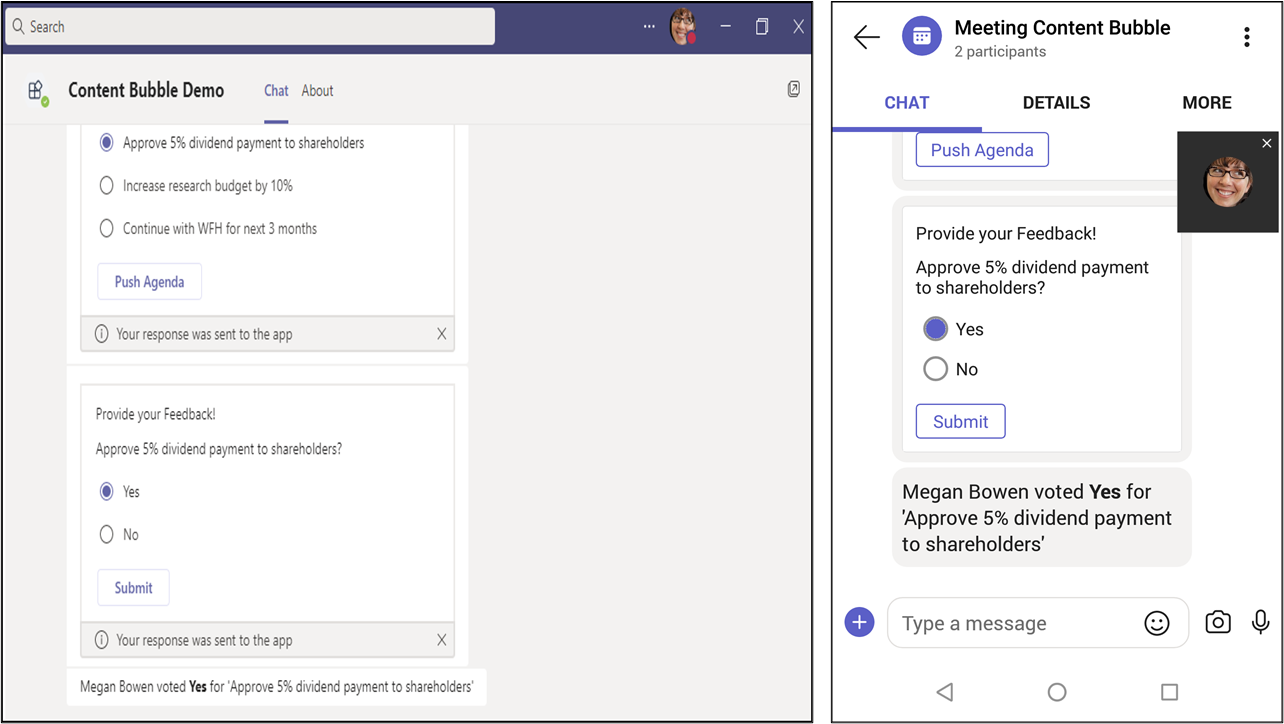 Search
Content Bubble Demo
Chat About
Approve 5% dividend payment to shareholders
Increase research budget by 10%
Continue with WFH for next 3 months
Push Agenda
Your response was sent to the app
Provide your Feedback!
Approve 5% dividend payment to shareholders?
Yes
No
Submit
Your response was sent to the app
Megan Bowen voted Yes for 'Approve 5% dividend payment to shareholders'
Meeting Content Bubble
2 participants
CHAT DETAILS MORE
Push Agenda
Provide your Feedback!
Approve 5% dividend payment
to shareholders?
Yes
No
Submit
Megan Bowen voted Yes for
'Approve 5% dividend payment
to shareholders'
Type a message